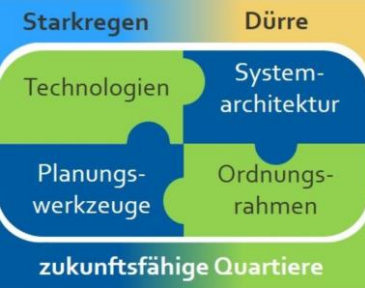 Starkregen Dürre
Technologien
System-
architektur
Planungs-
werkzeuge
Ordnungs-
rahmen
zukunftsfähige Quartiere